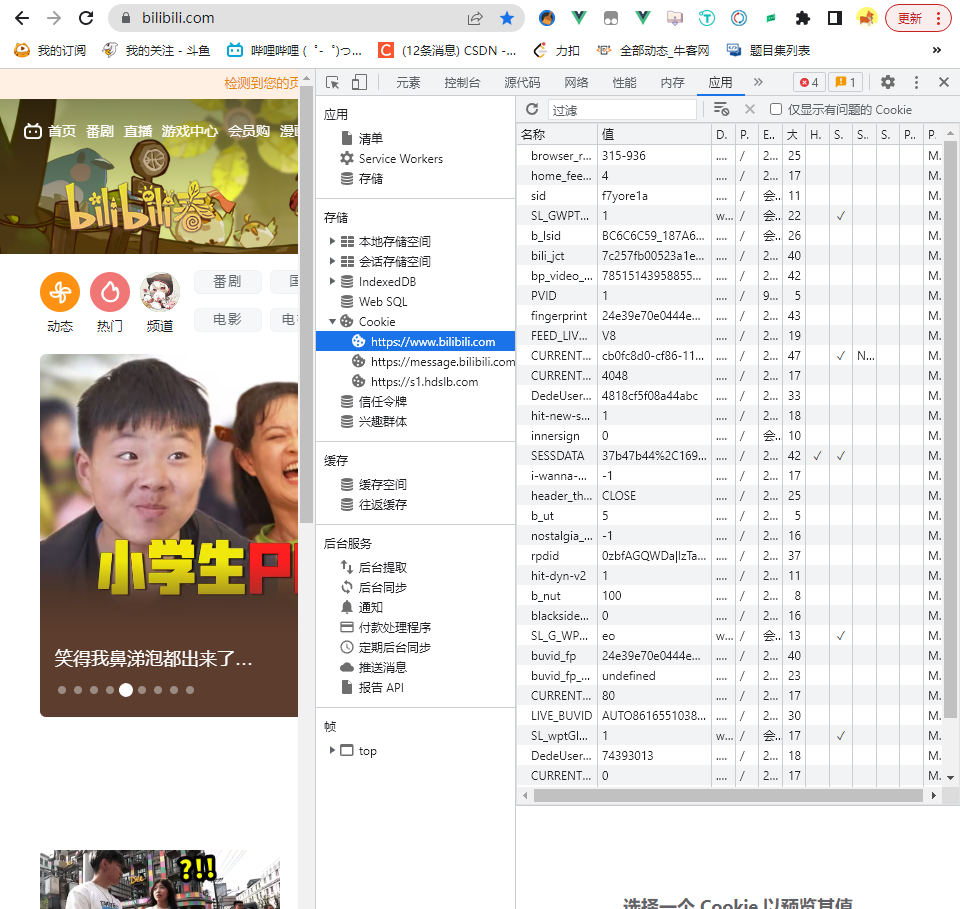 bilibili.com
更新
我的订阅
我的关注 - 斗鱼
哔哩哔哩 (゜-゜)つ...
(12条消息) CSDN -...
力扣
全部动态_牛客网
题目集列表
检测到您的页
首页 番剧 直播 游戏中心 会员购 漫画
bilibili春
动态
热门
频道
番剧
国
电影
电
小学生P
笑得我鼻涕泡都出来了...
?!!
元素 控制台 源代码 网络 性能 内存 应用
4
1
应用
清单
Service Workers
存储
存储
本地存储空间
会话存储空间
IndexedDB
Web SQL
Cookie
https://www.bilibili.com
https://message.bilibili.com
https://s1.hdslb.com
信任令牌
兴趣群体
缓存
缓存空间
往返缓存
后台服务
后台提取
后台同步
通知
付款处理程序
定期后台同步
推送消息
报告 API
帧
top
过滤
仅显示有问题的 Cookie
名称 值 D.. P. E.. 大 H. S. S.. S. P.. P.
browser_r... 315-936 .... / 2... 25 M.
home_fee... 4 .... / 2... 17 M.
sid f7yore1a .... / 会. 11 M.
SL_GWPT... 1 w... / 会. 22 ✓ M.
b_lsid BC6C6C59_187A6... .... / 会. 26 M.
bili_jct 7c257fb00523a1e... .... / 2... 40 M.
bp_video_... 78515143958855... .... / 2... 42 M.
PVID 1 .... / 9... 5 M.
fingerprint 24e39e70e0444e... .... / 2... 43 M.
FEED_LIV... V8 .... / 2... 19 M.
CURRENT... cb0fc8d0-cf86-11... .... / 2... 47 ✓ N... M.
CURRENT... 4048 .... / 2... 17 M.
DedeUser... 4818cf5f08a44abc .... / 2... 33 M.
hit-new-s... 1 .... / 2... 18 M.
innersign 0 .... / 会. 10 M.
SESSDATA 37b47b44%2C169... .... / 2... 42 ✓ ✓ M.
i-wanna-... -1 .... / 2... 17 M.
header_th... CLOSE .... / 2... 25 M.
b_ut 5 .... / 2... 5 M.
nostalgia_... -1 .... / 2... 16 M.
rpdid 0zbfAGQWDa|lzTa... .... / 2... 37 M.
hit-dyn-v2 1 .... / 2... 11 M.
b_nut 100 .... / 2... 8 M.
blackside... 0 .... / 2... 16 M.
SL_G_WP... eo w... / 会. 13 ✓ M.
buvid_fp 24e39e70e0444e... .... / 2... 40 M.
buvid_fp_... undefined .... / 2... 23 M.
CURRENT... 80 .... / 2... 17 M.
LIVE_BUVID AUTO8616551038... .... / 2... 30 M.
SL_wptGl... 1 w... / 会. 17 ✓ M.
DedeUser... 74393013 .... / 2... 18 M.
CURRENT... 0 .... / 2... 17 M.
选择一个 Cookie 以预览其值